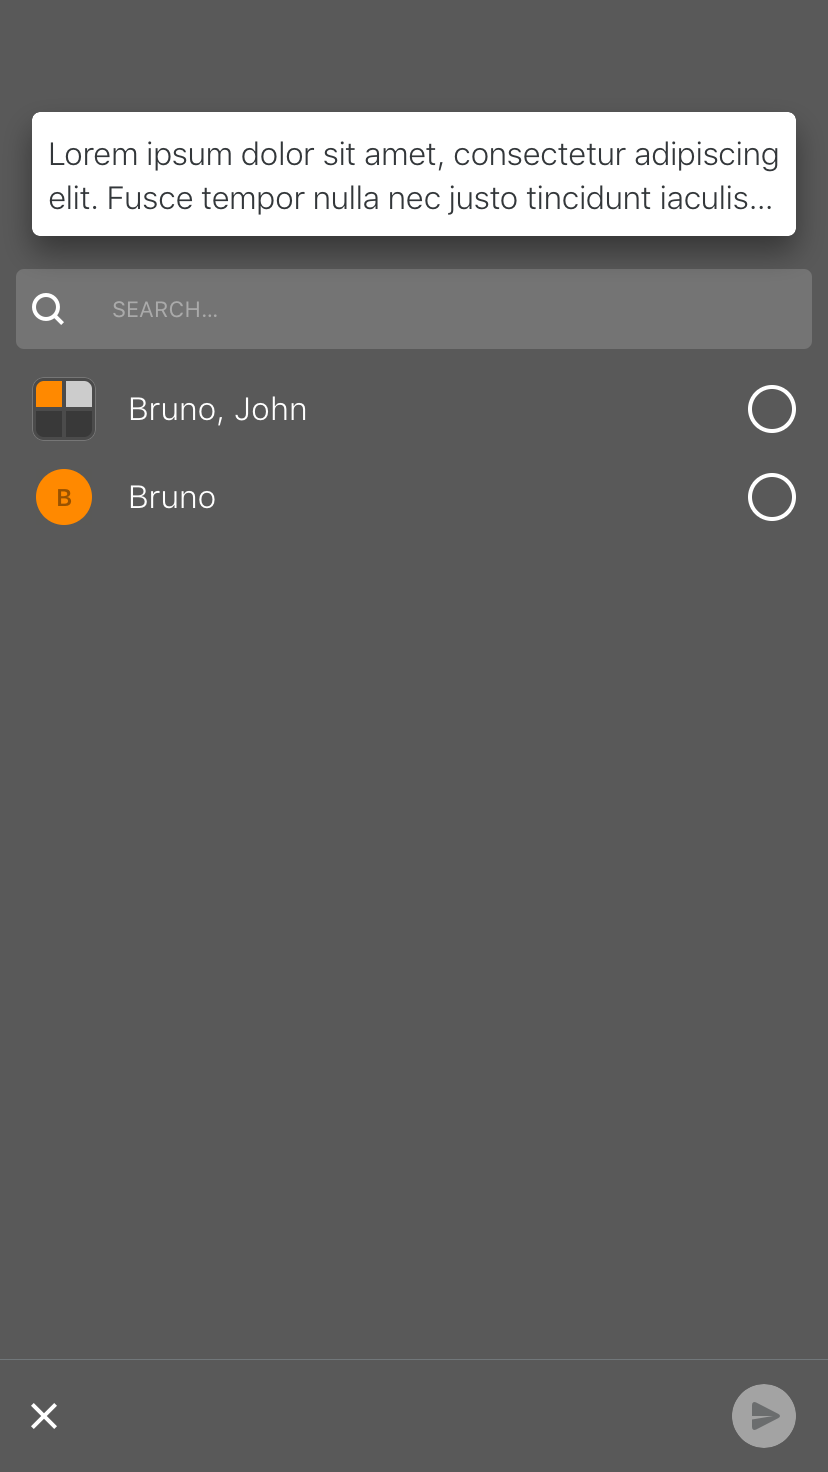 Lorem ipsum dolor sit amet, consectetur adipiscing
elit. Fusce tempor nulla nec justo tincidunt iaculis...
SEARCH...
Bruno, John
B
Bruno